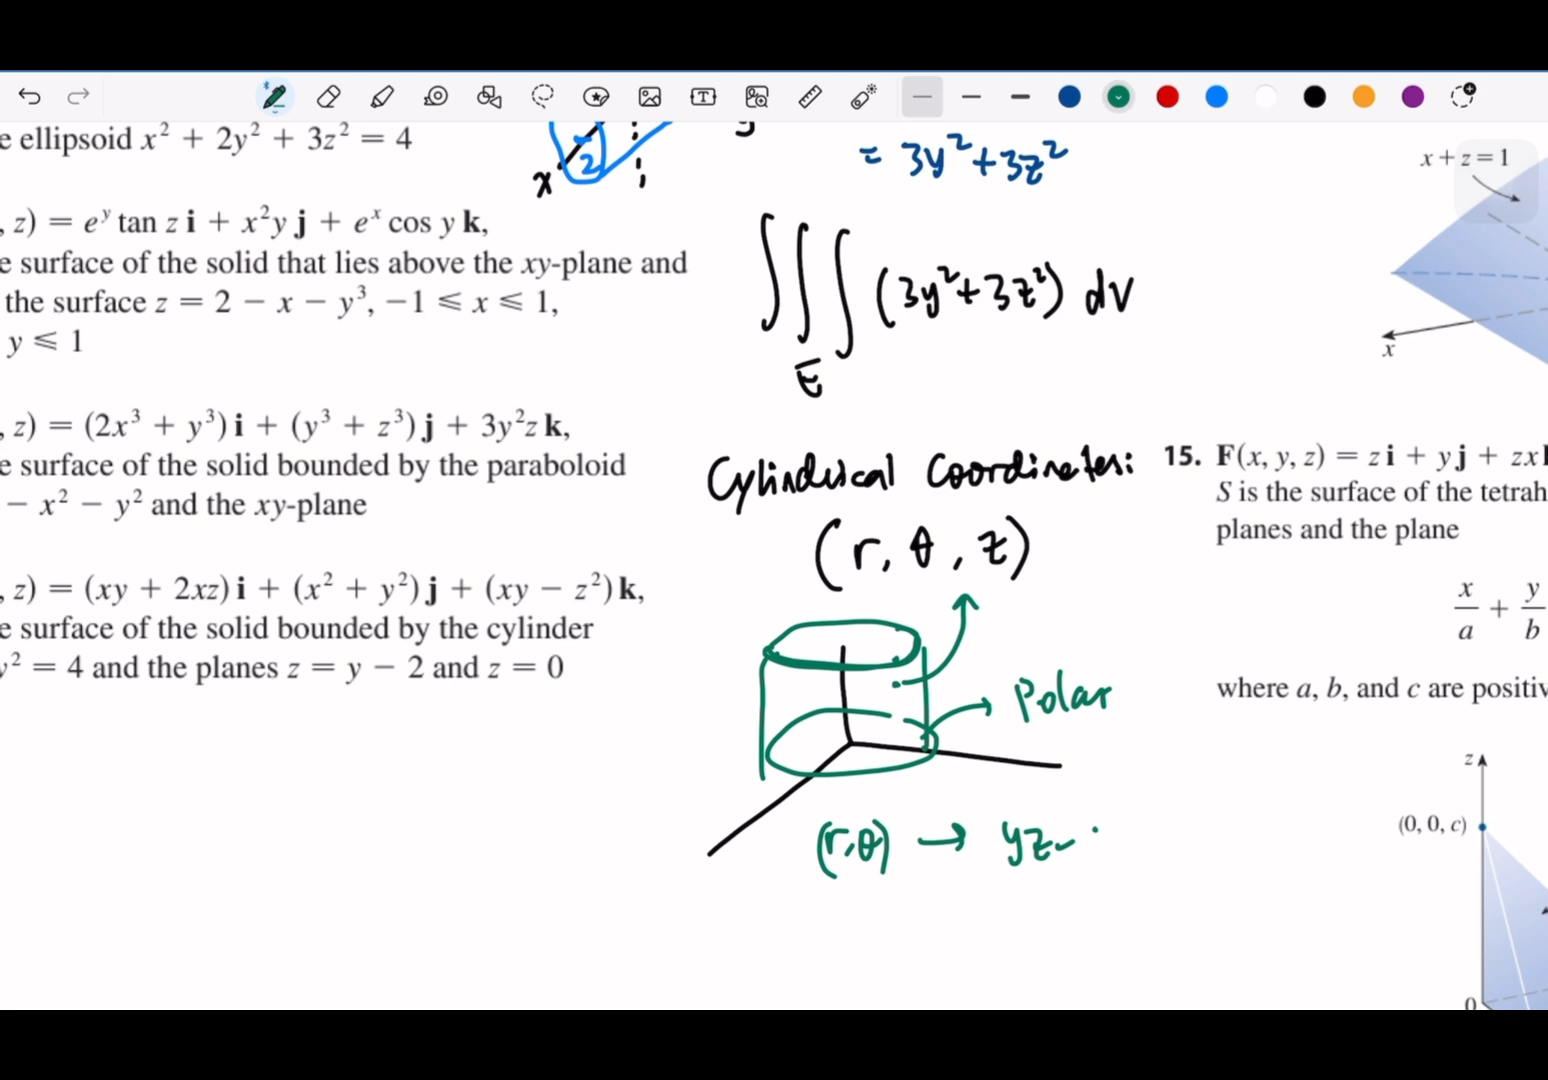 e ellipsoid x² + 2y² + 3z² = 4
, z) = eʸ tan z i + x²y j + eˣ cos y k,
e surface of the solid that lies above the xy-plane and
the surface z = 2 − x − y³, −1 ⩽ x ⩽ 1,
y ⩽ 1
, z) = (2x³ + y³) i + (y³ + z³) j + 3y²z k,
e surface of the solid bounded by the paraboloid
− x² − y² and the xy-plane
, z) = (xy + 2xz) i + (x² + y²) j + (xy − z²) k,
e surface of the solid bounded by the cylinder
y² = 4 and the planes z = y − 2 and z = 0
x
2
y
= 3y² + 3z²
∭ (3y² + 3z²) dV
E
Cylindrical Coordinates:
(r, θ, z)
Polar
(r, θ) → yz
x + z = 1
x
15. F(x, y, z) = z i + y j + zx
S is the surface of the tetrah
planes and the plane
x/a + y/b
where a, b, and c are positiv
z
(0, 0, c)
0